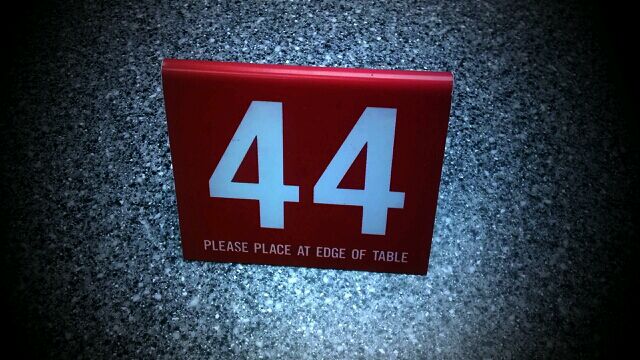 44
PLEASE PLACE AT EDGE OF TABLE